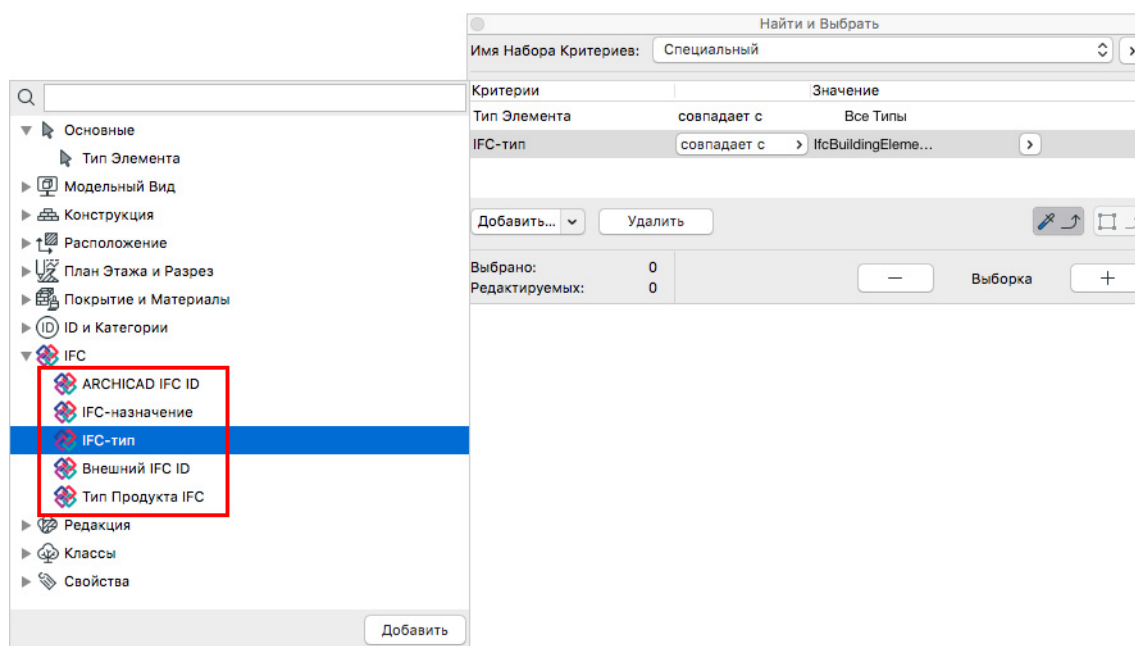 Найти и Выбрать
Имя Набора Критериев: Специальный
Критерии Значение
Тип Элемента совпадает с Все Типы
IFC-тип совпадает с IfcBuildingEleme...
Добавить... Удалить
Выбрано: 0
Редактируемых: 0
Выборка
Основные
Тип Элемента
Модельный Вид
Конструкция
Расположение
План Этажа и Разрез
Покрытие и Материалы
ID ID и Категории
IFC
ARCHICAD IFC ID
IFC-назначение
IFC-тип
Внешний IFC ID
Тип Продукта IFC
Редакция
Классы
Свойства
Добавить